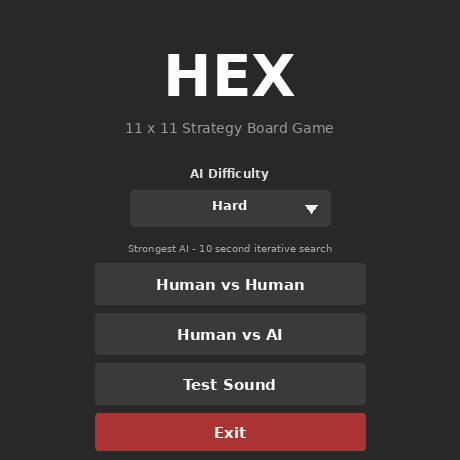 HEX
11 x 11 Strategy Board Game
AI Difficulty
Hard
Strongest AI - 10 second iterative search
Human vs Human
Human vs AI
Test Sound
Exit